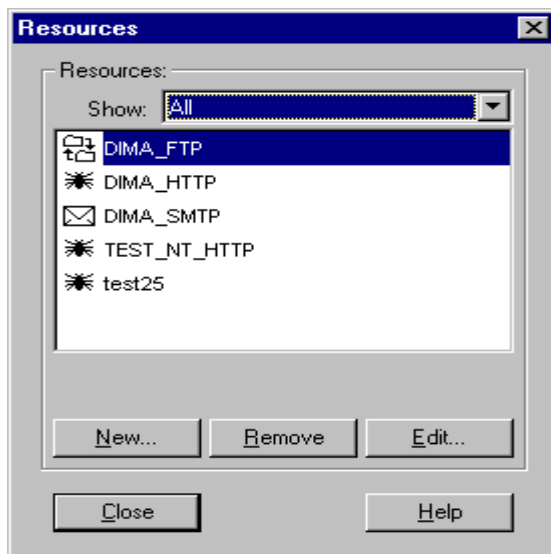 Resources
Resources:
Show: All
DIMA_FTP
DIMA_HTTP
DIMA_SMTP
TEST_NT_HTTP
test25
New... Remove Edit...
Close Help